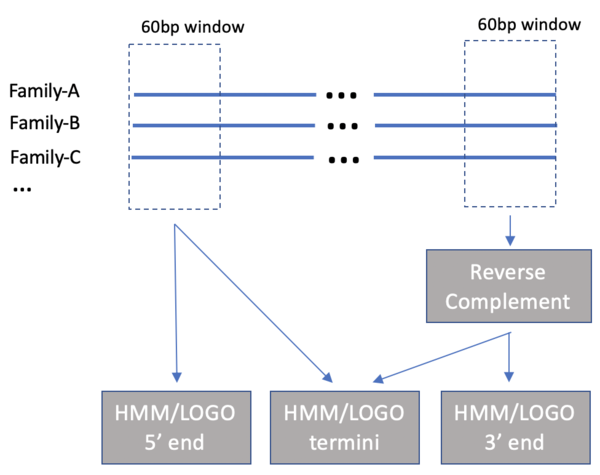 60bp window
60bp window
Family-A
Family-B
Family-C
...
Reverse
Complement
HMM/LOGO
5’ end
HMM/LOGO
termini
HMM/LOGO
3’ end